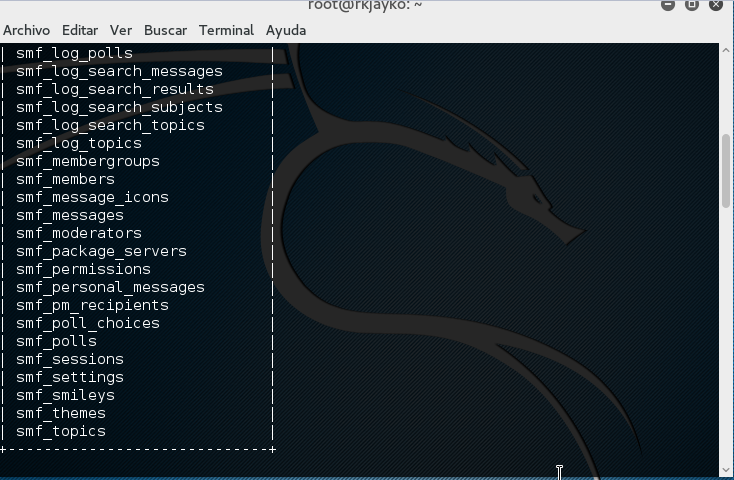 root@rkjayko: ~
Archivo Editar Ver Buscar Terminal Ayuda
| smf_log_polls |
| smf_log_search_messages |
| smf_log_search_results |
| smf_log_search_subjects |
| smf_log_search_topics |
| smf_log_topics |
| smf_membergroups |
| smf_members |
| smf_message_icons |
| smf_messages |
| smf_moderators |
| smf_package_servers |
| smf_permissions |
| smf_personal_messages |
| smf_pm_recipients |
| smf_poll_choices |
| smf_polls |
| smf_sessions |
| smf_settings |
| smf_smileys |
| smf_themes |
| smf_topics |
+-----------------------------+